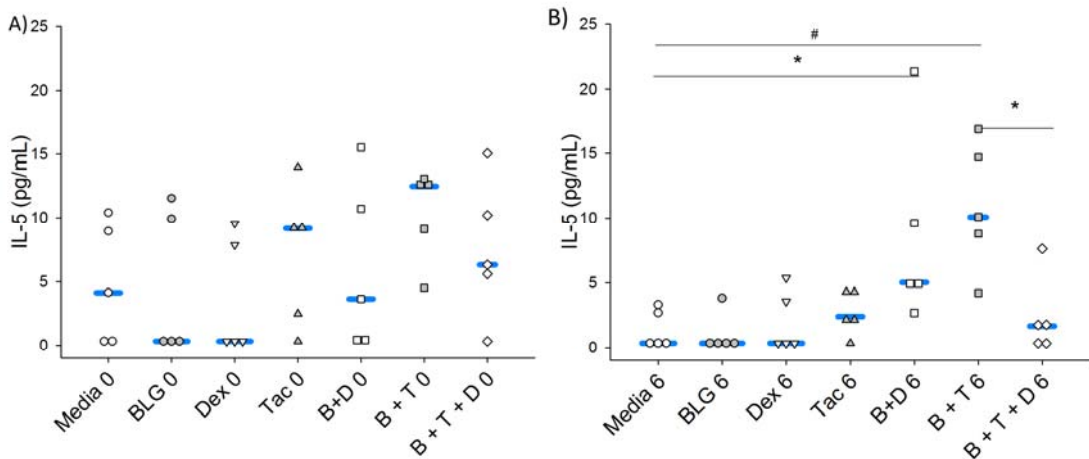 A)
25
20
15
10
5
0
IL-5 (pg/mL)
Media 0
BLG 0
Dex 0
Tac 0
B+D 0
B + T 0
B + T + D 0
B)
25
20
15
10
5
0
IL-5 (pg/mL)
#
*
*
Media 6
BLG 6
Dex 6
Tac 6
B+D 6
B + T 6
B + T + D 6